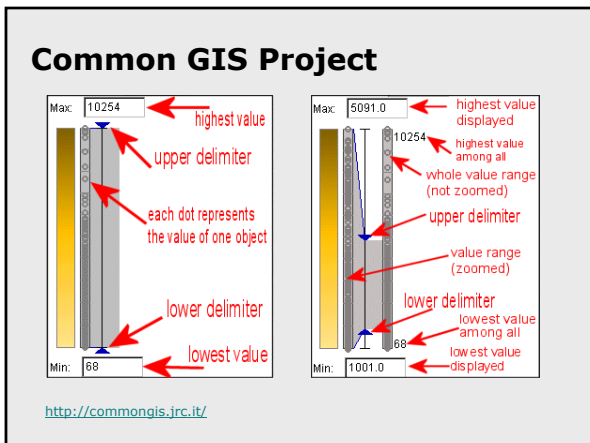 Common GIS Project
Max: 10254
highest value
upper delimiter
each dot represents
the value of one object
lower delimiter
lowest value
Min: 68
Max: 5091.0
highest value
displayed
10254
highest value
among all
whole value range
(not zoomed)
upper delimiter
value range
(zoomed)
lower delimiter
lowest value
among all
68
lowest value
displayed
Min: 1001.0
http://commongis.jrc.it/